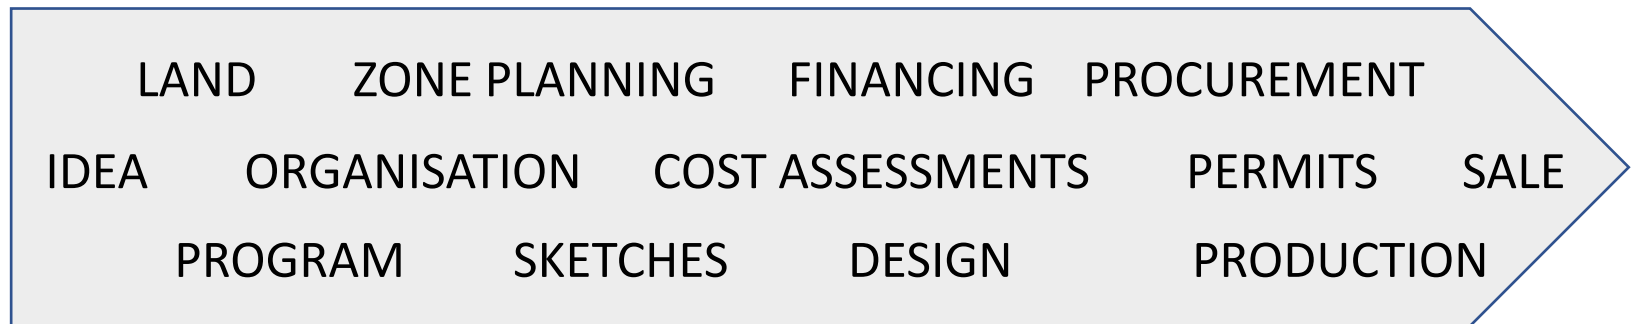 LAND ZONE PLANNING FINANCING PROCUREMENT
IDEA ORGANISATION COST ASSESSMENTS PERMITS SALE
PROGRAM SKETCHES DESIGN PRODUCTION